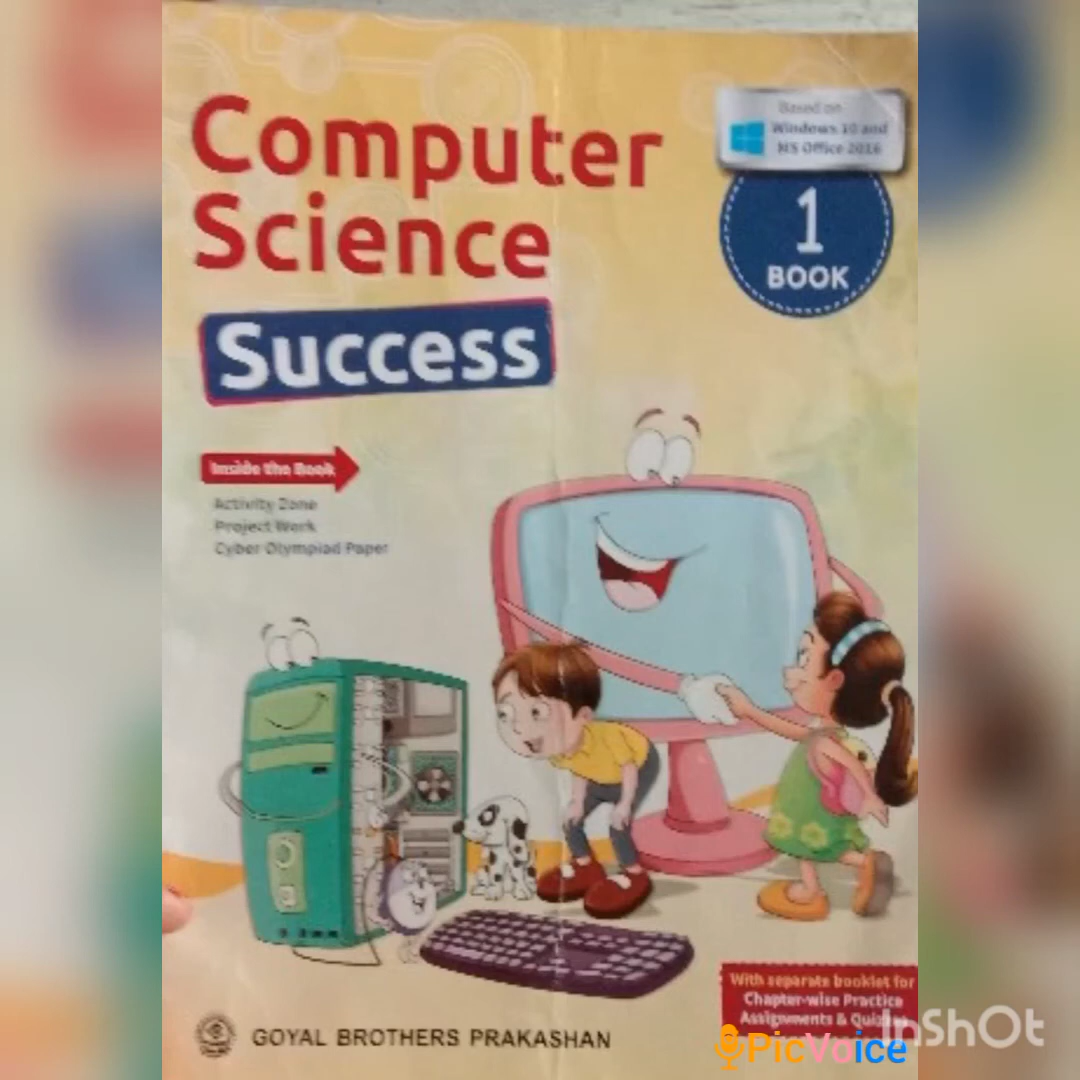 Computer
Science
Success
Based on
Windows 10 and
MS Office 2016
1
BOOK
Inside the Book
Activity Zone
Project Work
Cyber Olympiad Paper
With separate booklet for
Chapter-wise Practice
Assignments & Quizzes
GOYAL BROTHERS PRAKASHAN
InShOt
PicVoice